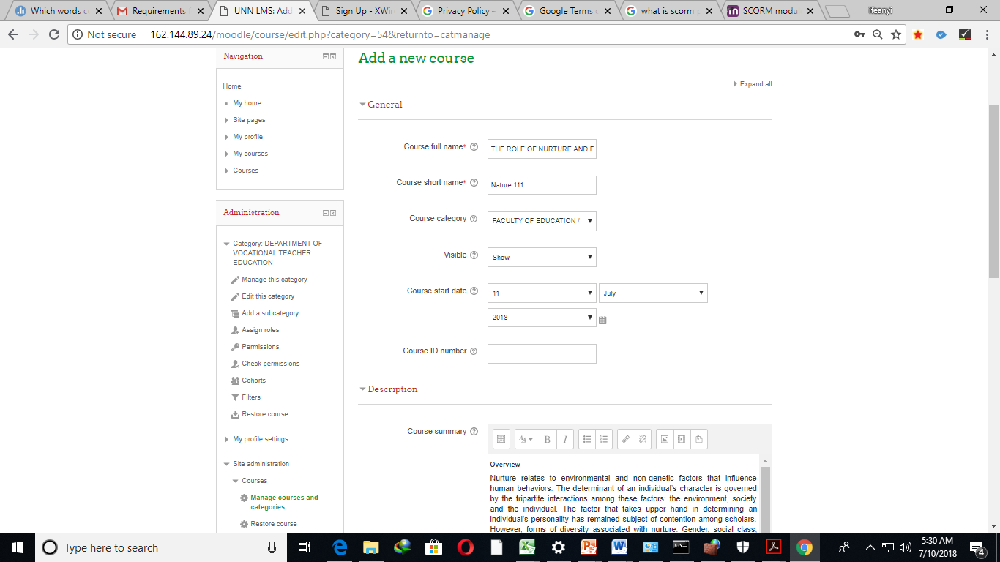 Which words c
Requirements f
UNN LMS: Add
Sign Up - XWi
Privacy Policy –
Google Terms o
what is scorm p
SCORM modul
ifeanyi
Not secure
162.144.89.24/moodle/course/edit.php?category=54&returnto=catmanage
Navigation
Home
My home
Site pages
My profile
My courses
Courses
Administration
Category: DEPARTMENT OF
VOCATIONAL TEACHER
EDUCATION
Manage this category
Edit this category
Add a subcategory
Assign roles
Permissions
Check permissions
Cohorts
Filters
Restore course
My profile settings
Site administration
Courses
Manage courses and
categories
Restore course
Add a new course
Expand all
General
Course full name* THE ROLE OF NURTURE AND F
Course short name* Nature 111
Course category FACULTY OF EDUCATION /
Visible Show
Course start date 11 July
2018
Course ID number
Description
Course summary
Overview
Nurture relates to environmental and non-genetic factors that influence
human behaviors. The determinant of an individual's character is governed
by the tripartite interactions among these factors: the environment, society
and the individual. The factor that takes upper hand in determining an
individual's personality has remained subject of contention among scholars.
However, forms of diversity associated with nurture: Gender, social class,
Type here to search
5:30 AM
7/10/2018
4